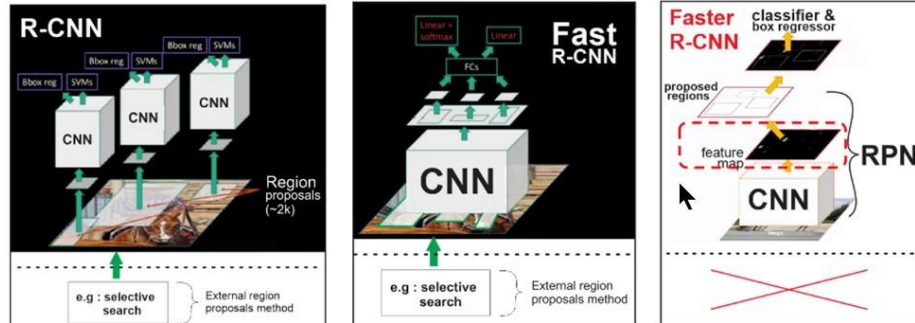 R-CNN
Bbox reg SVMs
Bbox reg SVMs
Bbox reg SVMs
CNN
CNN
CNN
Region
proposals
(~2k)
e.g : selective
search
External region
proposals method
Linear +
softmax
Linear
FCs
Fast
R-CNN
CNN
e.g : selective
search
External region
proposals method
Faster
R-CNN
classifier &
box regressor
proposed
regions
feature
map
CNN
RPN